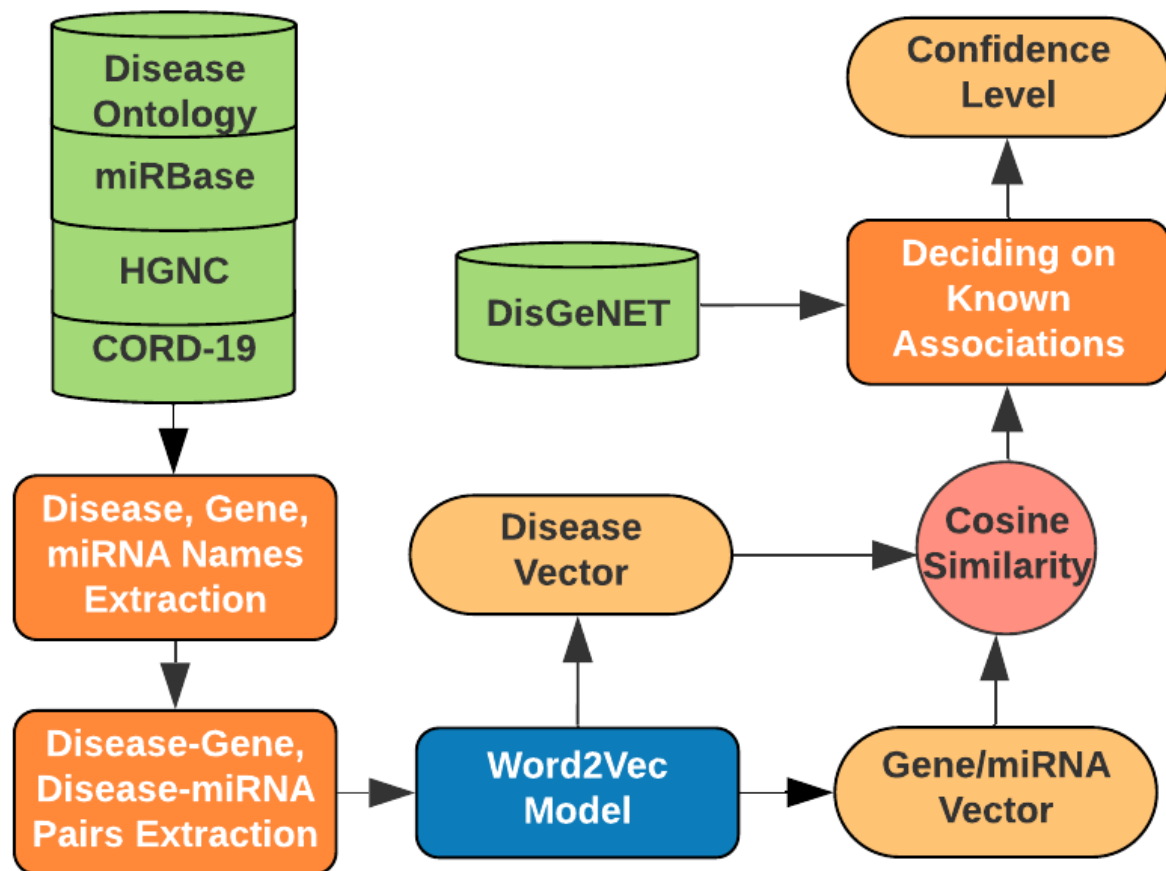 Disease
Ontology
miRBase
HGNC
CORD-19
Disease, Gene,
miRNA Names
Extraction
Disease-Gene,
Disease-miRNA
Pairs Extraction
Word2Vec
Model
Disease
Vector
Gene/miRNA
Vector
Cosine
Similarity
DisGeNET
Deciding on
Known
Associations
Confidence
Level